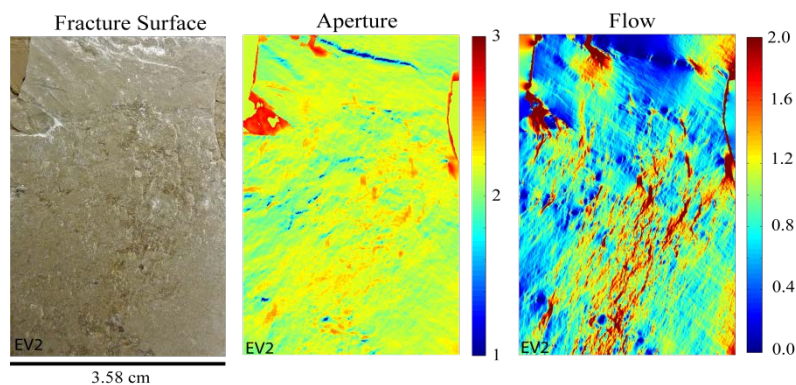 Fracture Surface
Aperture
Flow
3
2
1
2.0
1.6
1.2
0.8
0.4
0.0
EV2
EV2
EV2
3.58 cm